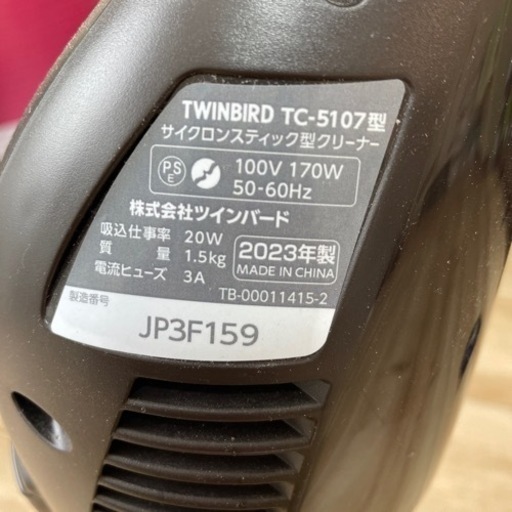 TWINBIRD TC-5107型
サイクロンスティック型クリーナー
PS E 100V 170W
50-60Hz
株式会社ツインバード
吸込仕事率 20W
質量 1.5kg
電流ヒューズ 3A
2023年製
MADE IN CHINA
TB-00011415-2
製造番号
JP3F159